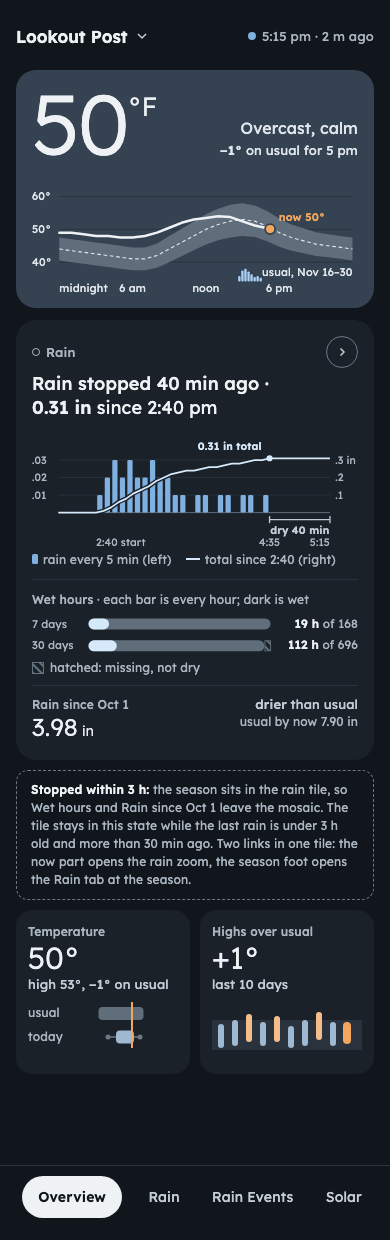 Lookout Post
5:15 pm · 2 m ago
50°F
Overcast, calm
−1° on usual for 5 pm
60°
50°
40°
now 50°
usual, Nov 16–30
midnight 6 am noon 6 pm
Rain
Rain stopped 40 min ago ·
0.31 in since 2:40 pm
0.31 in total
.03 .3 in
.02 .2
.01 .1
dry 40 min
2:40 start 4:35 5:15
rain every 5 min (left) total since 2:40 (right)
Wet hours · each bar is every hour; dark is wet
7 days 19 h of 168
30 days 112 h of 696
hatched: missing, not dry
Rain since Oct 1 drier than usual
3.98 in usual by now 7.90 in
Stopped within 3 h: the season sits in the rain tile, so
Wet hours and Rain since Oct 1 leave the mosaic. The
tile stays in this state while the last rain is under 3 h
old and more than 30 min ago. Two links in one tile: the
now part opens the rain zoom, the season foot opens
the Rain tab at the season.
Temperature
50°
high 53°, −1° on usual
usual
today
Highs over usual
+1°
last 10 days
Overview Rain Rain Events Solar